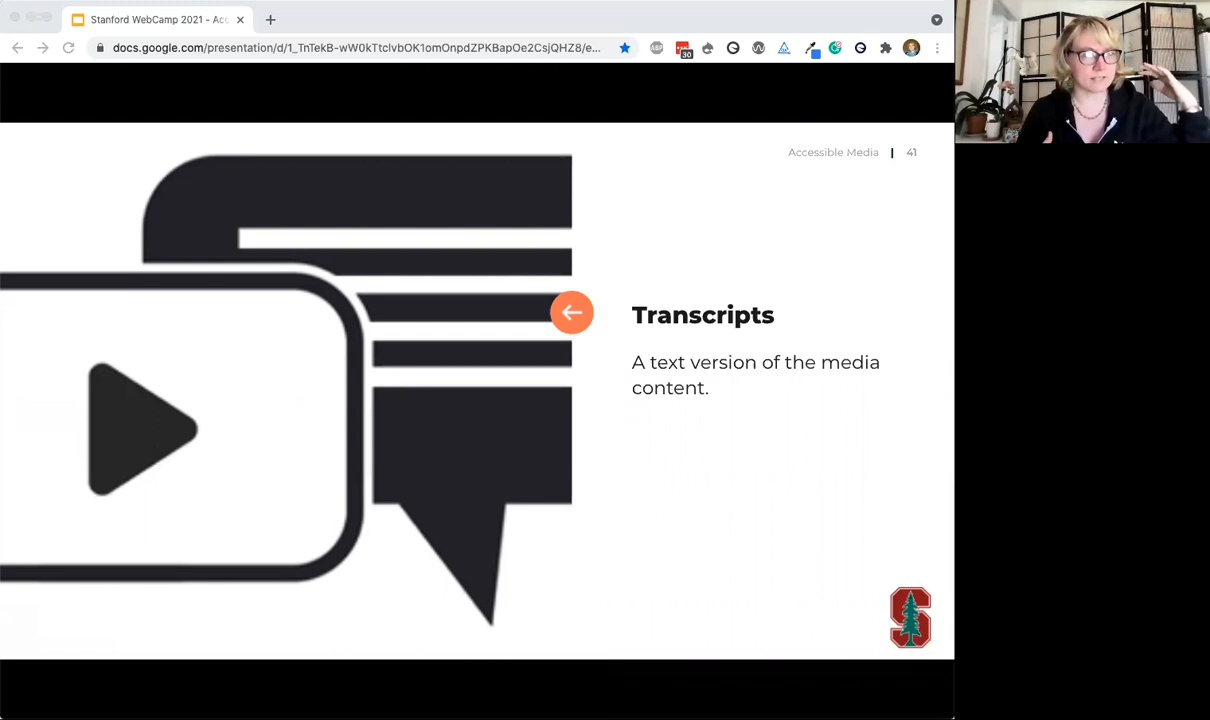 Stanford WebCamp 2021 - Acc
docs.google.com/presentation/d/1_TnTekB-wW0kTtclvbOK1omOnpdZPKBapOe2CsjQHZ8/e...
30
Accessible Media | 41
Transcripts
A text version of the media
content.
S